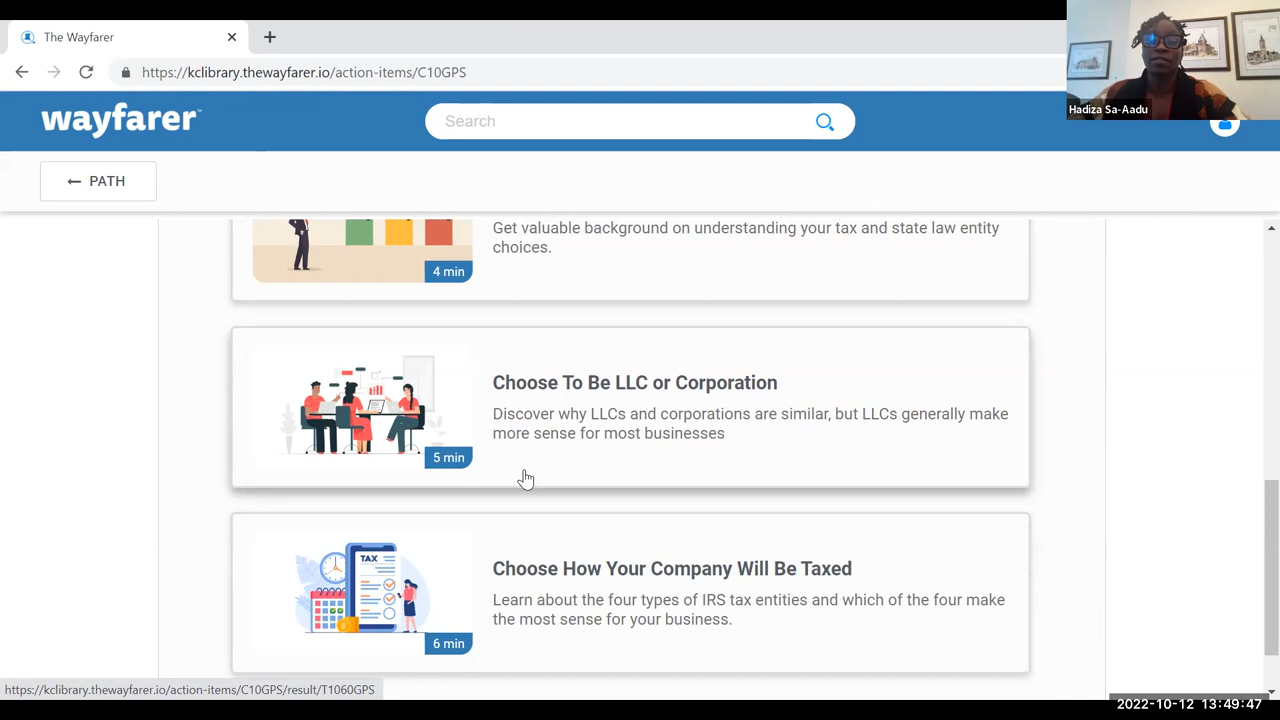 The Wayfarer
https://kclibrary.thewayfarer.io/action-items/C10GPS
Hadiza Sa-Aadu
wayfarer™
Search
← PATH
Get valuable background on understanding your tax and state law entity
choices.
4 min
Choose To Be LLC or Corporation
Discover why LLCs and corporations are similar, but LLCs generally make
more sense for most businesses
5 min
TAX
Choose How Your Company Will Be Taxed
Learn about the four types of IRS tax entities and which of the four make
the most sense for your business.
6 min
https://kclibrary.thewayfarer.io/action-items/C10GPS/result/T1060GPS
2022-10-12 13:49:47